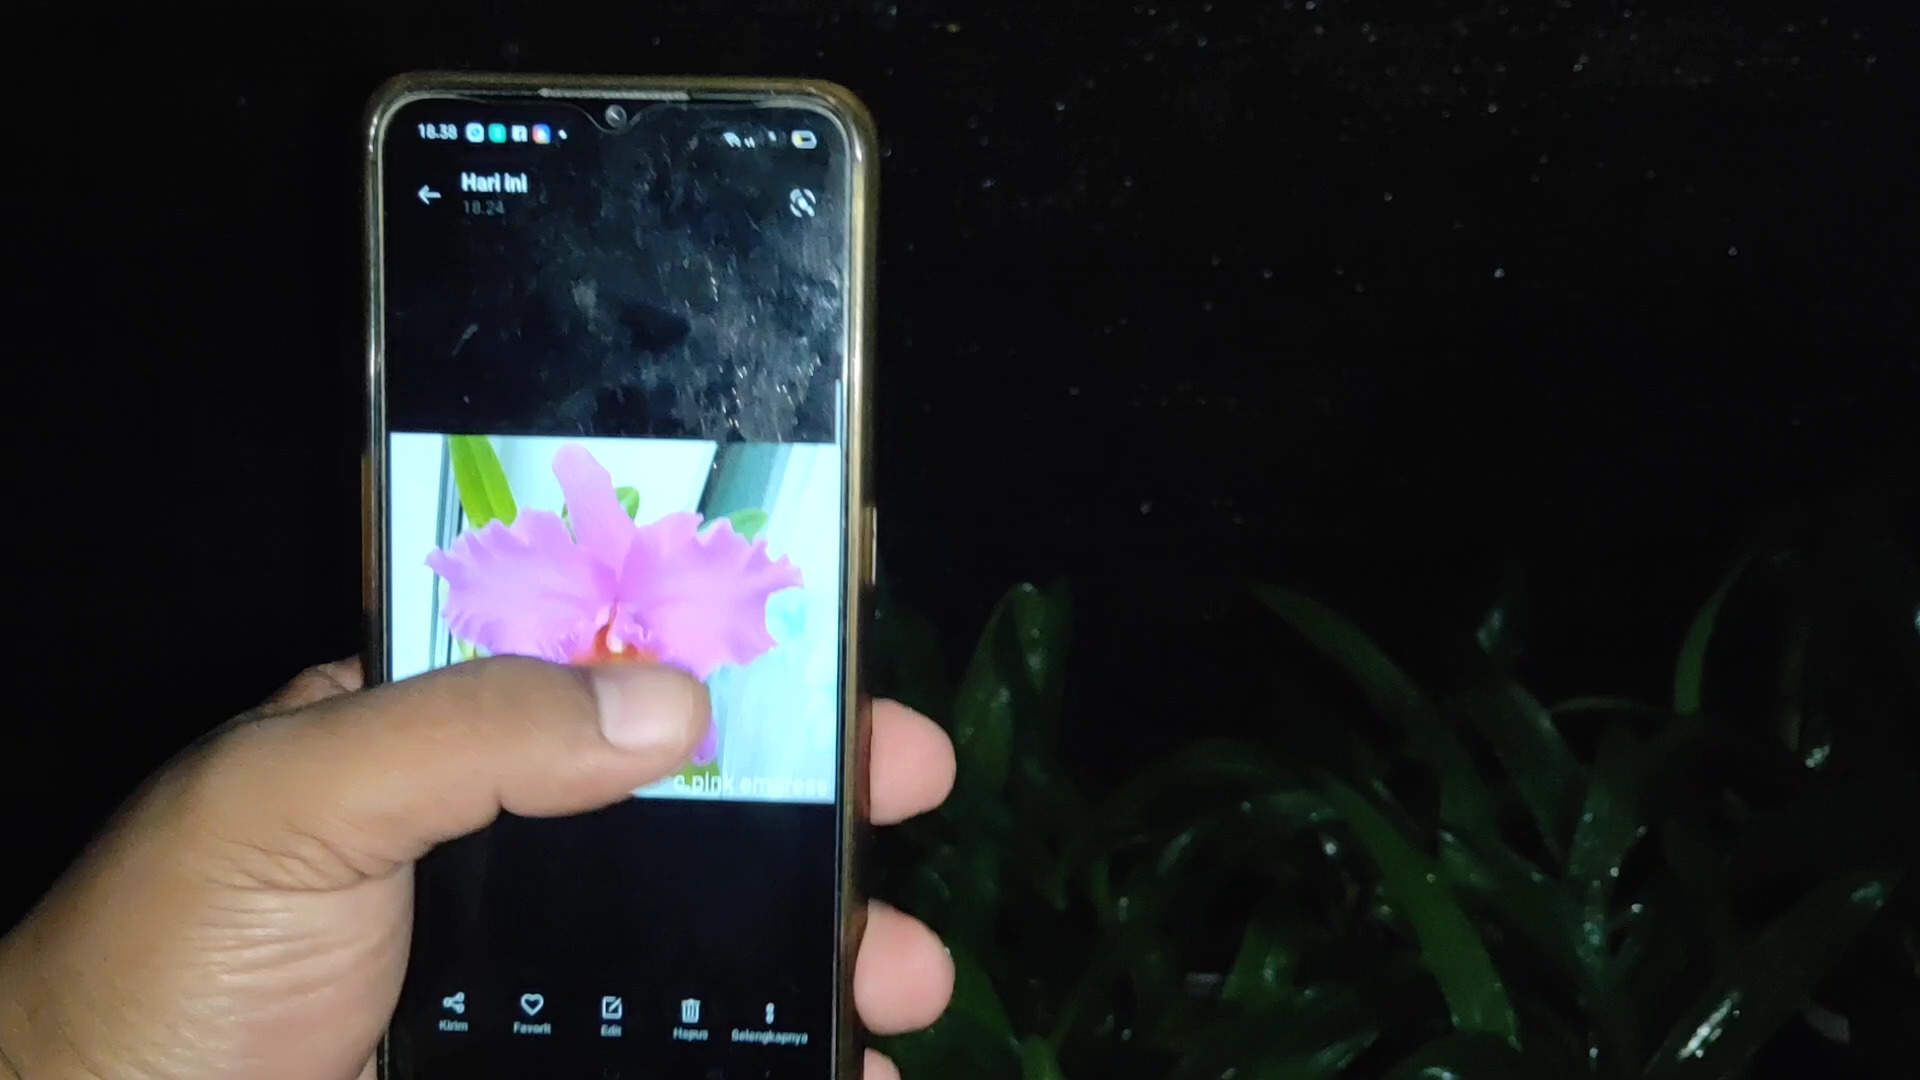 18.38
Hari ini
18.24
pink empress
Kirim
Favorit
Edit
Hapus
Selengkapnya